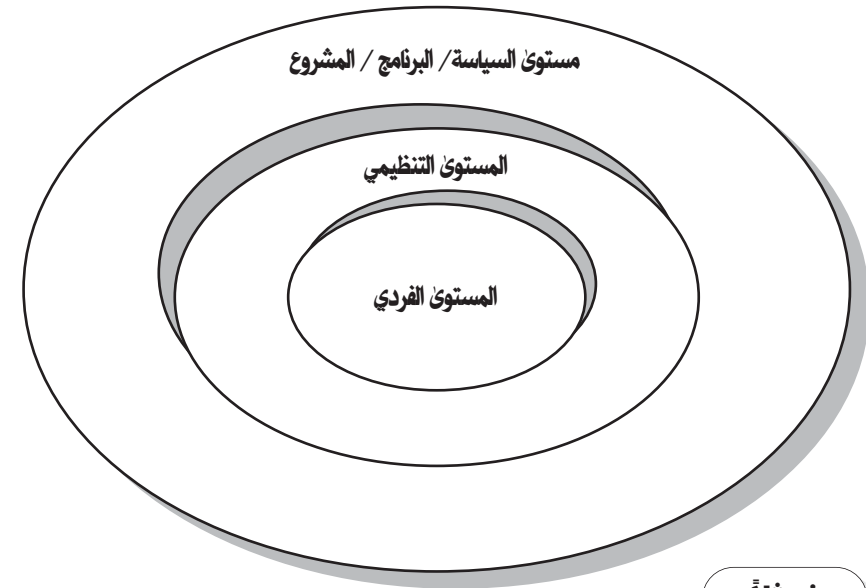 مستوى السياسة/ البرنامج / المشروع
المستوى التنظيمي
المستوى الفردي